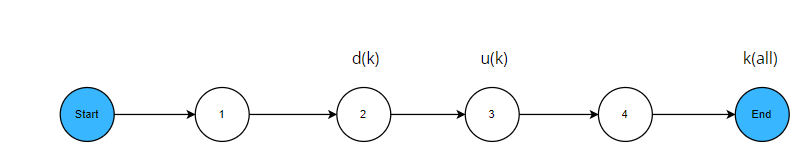 d(k) u(k) k(all)
Start 1 2 3 4 End